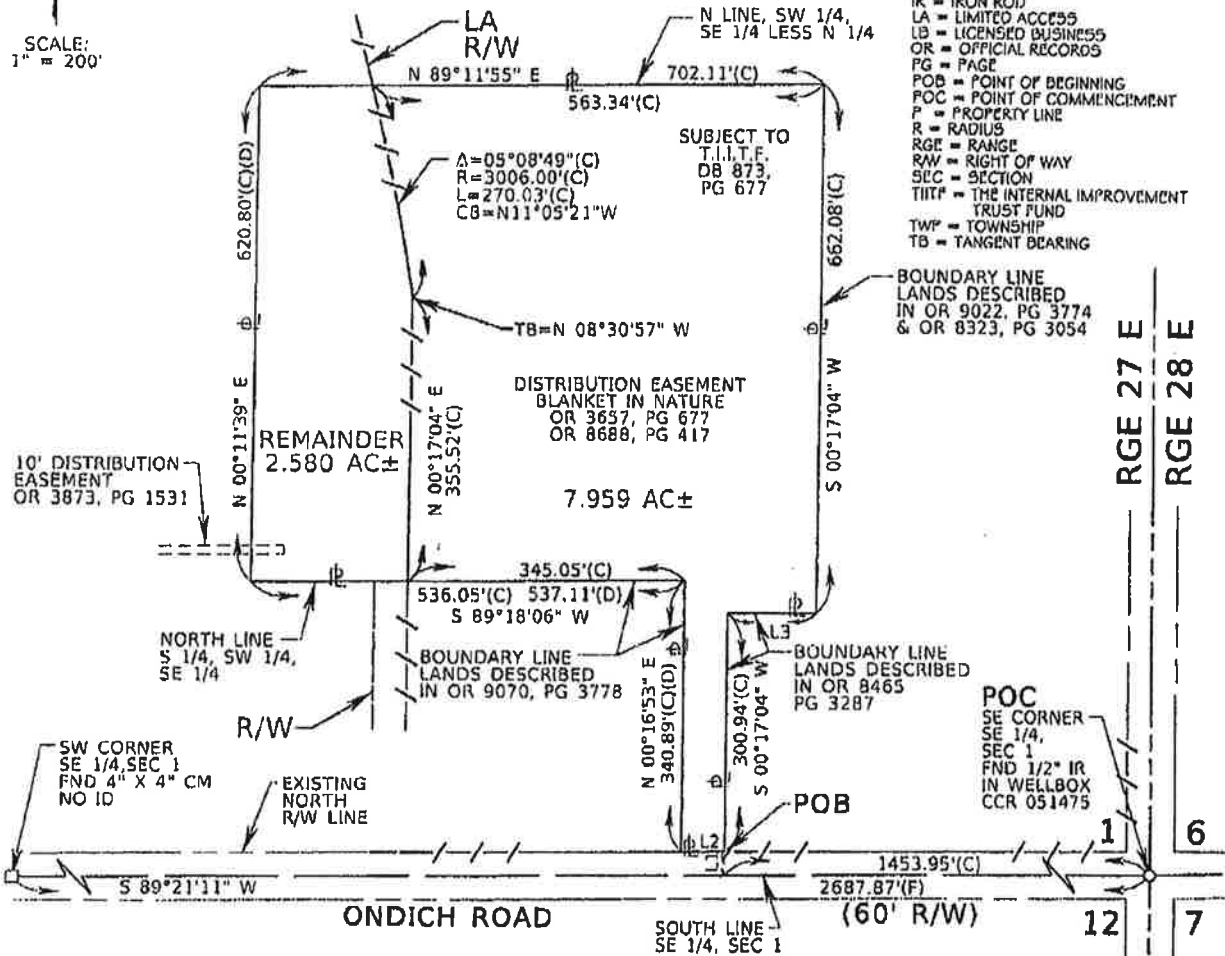 SCALE:
1" = 200'
LA
R/W
N LINE, SW 1/4,
SE 1/4 LESS N 1/4
IR = IRON ROD
LA = LIMITED ACCESS
LB = LICENSED BUSINESS
OR = OFFICIAL RECORDS
PG = PAGE
POB = POINT OF BEGINNING
POC = POINT OF COMMENCEMENT
P = PROPERTY LINE
R = RADIUS
RGE = RANGE
R/W = RIGHT OF WAY
SEC = SECTION
TIITF = THE INTERNAL IMPROVEMENT
TRUST FUND
TWP = TOWNSHIP
TB = TANGENT BEARING
N 89°11'55" E
702.11'(C)
563.34'(C)
SUBJECT TO
T.I.I.T.F.
DB 873,
PG 677
Δ=05°08'49"(C)
R=3006.00'(C)
L=270.03'(C)
CB=N11°05'21"W
620.80'(C)(D)
662.08'(C)
BOUNDARY LINE
LANDS DESCRIBED
IN OR 9022, PG 3774
& OR 8323, PG 3054
TB=N 08°30'57" W
RGE 27 E
RGE 28 E
DISTRIBUTION EASEMENT
BLANKET IN NATURE
OR 3657, PG 677
OR 8688, PG 417
N 00°11'39" E
REMAINDER
2.580 AC±
N 00°17'04" E
355.52'(C)
7.959 AC±
S 00°17'04" W
10' DISTRIBUTION
EASEMENT
OR 3873, PG 1531
345.05'(C)
536.05'(C) 537.11'(D)
S 89°18'06" W
NORTH LINE
S 1/4, SW 1/4,
SE 1/4
BOUNDARY LINE
LANDS DESCRIBED
IN OR 9070, PG 3778
N 00°16'53" E
340.89'(C)(D)
300.94'(C)
S 00°17'04" W
L3
BOUNDARY LINE
LANDS DESCRIBED
IN OR 8465
PG 3287
R/W
POC
SE CORNER
SE 1/4,
SEC 1
FND 1/2" IR
IN WELLBOX
CCR 051475
SW CORNER
SE 1/4,SEC 1
FND 4" X 4" CM
NO ID
EXISTING
NORTH
R/W LINE
POB
L2
L1
1
6
1453.95'(C)
S 89°21'11" W
2687.87'(F)
ONDICH ROAD
(60' R/W)
12
7
SOUTH LINE
SE 1/4, SEC 1